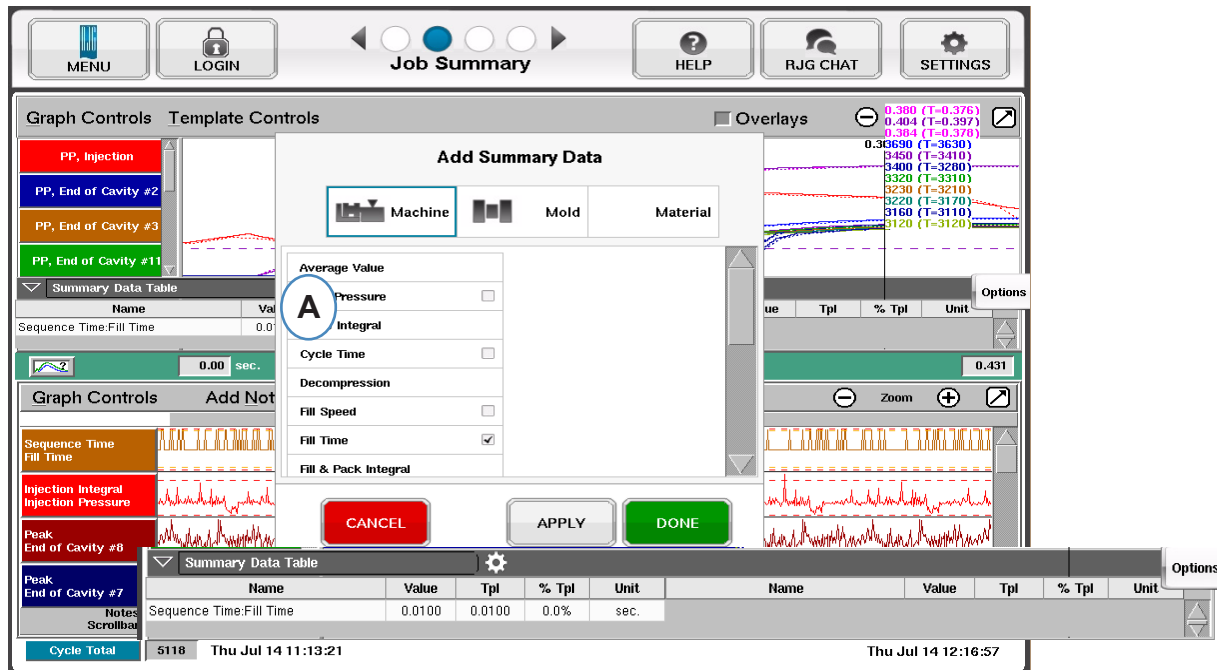 MENU
LOGIN
Job Summary
HELP
RJG CHAT
SETTINGS
Graph Controls Template Controls
Overlays
0.380 (T=0.376)
0.404 (T=0.397)
0.384 (T=0.378)
3690 (T=3630)
3450 (T=3410)
3400 (T=3280)
3320 (T=3310)
3230 (T=3210)
3220 (T=3170)
3160 (T=3110)
3120 (T=3120)
PP, Injection
PP, End of Cavity #2
PP, End of Cavity #3
PP, End of Cavity #11
Add Summary Data
Machine Mold Material
Average Value
A
Pressure
Integral
Cycle Time
Decompression
Fill Speed
Fill Time
Fill & Pack Integral
CANCEL APPLY DONE
Summary Data Table
Options
Name
Tpl % Tpl Unit
Sequence Time:Fill Time
0.00 sec.
0.431
Graph Controls
Zoom
Sequence Time
Fill Time
Injection Integral
Injection Pressure
Peak
End of Cavity #8
Peak
End of Cavity #7
Notes
Summary Data Table
Options
Name Value Tpl % Tpl Unit Name Value Tpl % Tpl Unit
Sequence Time:Fill Time 0.0100 0.0100 0.0% sec.
Cycle Total 5118 Thu Jul 14 11:13:21
Thu Jul 14 12:16:57